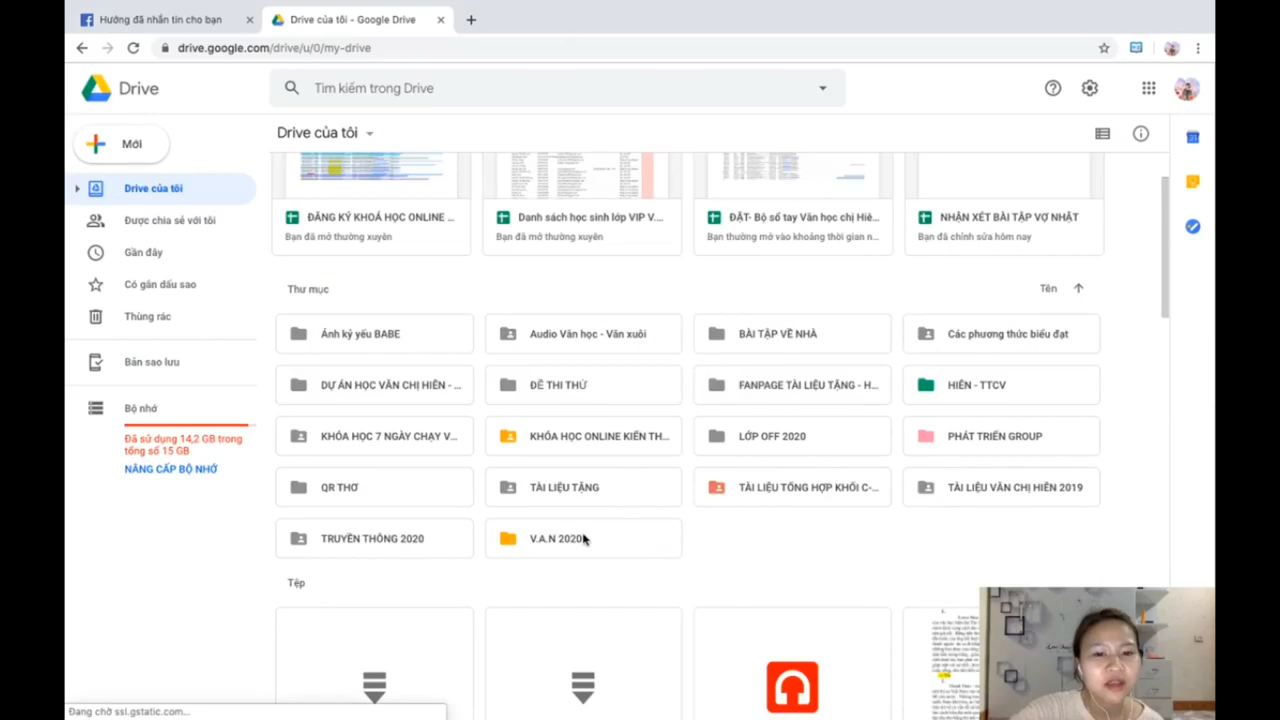 Hường đã nhắn tin cho bạn
Drive của tôi - Google Drive
drive.google.com/drive/u/0/my-drive
Drive
Tìm kiếm trong Drive
Mới
Drive của tôi
Drive của tôi
Được chia sẻ với tôi
Gần đây
Có gắn dấu sao
Thùng rác
Bản sao lưu
Bộ nhớ
Đã sử dụng 14,2 GB trong
tổng số 15 GB
NÂNG CẤP BỘ NHỚ
ĐĂNG KÝ KHOÁ HỌC ONLINE ...
Bạn đã mở thường xuyên
Danh sách học sinh lớp VIP V....
Bạn đã mở thường xuyên
ĐẶT- Bộ sổ tay Văn học chị Hiê...
Bạn thường mở vào khoảng thời gian n...
NHẬN XÉT BÀI TẬP VỢ NHẶT
Bạn đã chỉnh sửa hôm nay
Thư mục
Tên
Ảnh kỷ yếu BABE
Audio Văn học - Văn xuôi
BÀI TẬP VỀ NHÀ
Các phương thức biểu đạt
DỰ ÁN HỌC VĂN CHỊ HIÊN - ...
ĐỀ THI THỬ
FANPAGE TÀI LIỆU TẶNG - H...
HIÊN - TTCV
KHÓA HỌC 7 NGÀY CHẠY V...
KHÓA HỌC ONLINE KIẾN TH...
LỚP OFF 2020
PHÁT TRIỂN GROUP
QR THƠ
TÀI LIỆU TẶNG
TÀI LIỆU TỔNG HỢP KHỐI C-...
TÀI LIỆU VĂN CHỊ HIÊN 2019
TRUYỀN THÔNG 2020
V.A.N 2020
Tệp
Đang chờ ssl.gstatic.com...